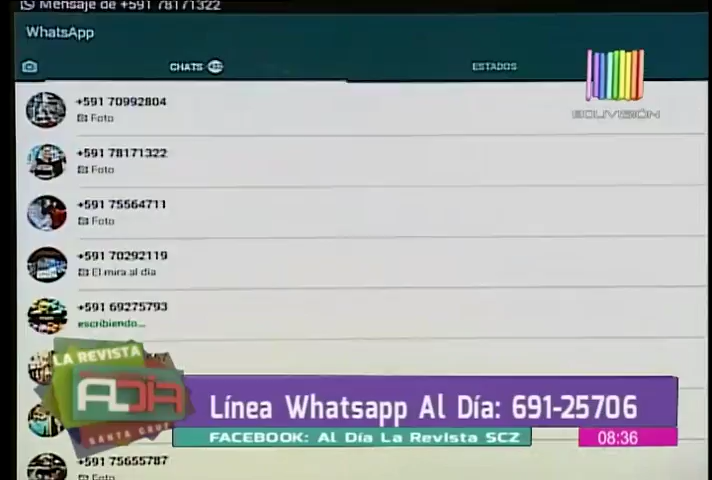 Mensaje de +591 78171322
WhatsApp
CHATS
ESTADOS
BOLIVISIÓN
+591 70992804
Foto
+591 78171322
Foto
+591 75564711
Foto
+591 70292119
El mira al dia
+591 69275793
escribiendo...
LA REVISTA
AL DÍA
SANTA CRUZ
Línea Whatsapp Al Día: 691-25706
FACEBOOK: Al Día La Revista SCZ
08:36
+591 75655787
Foto